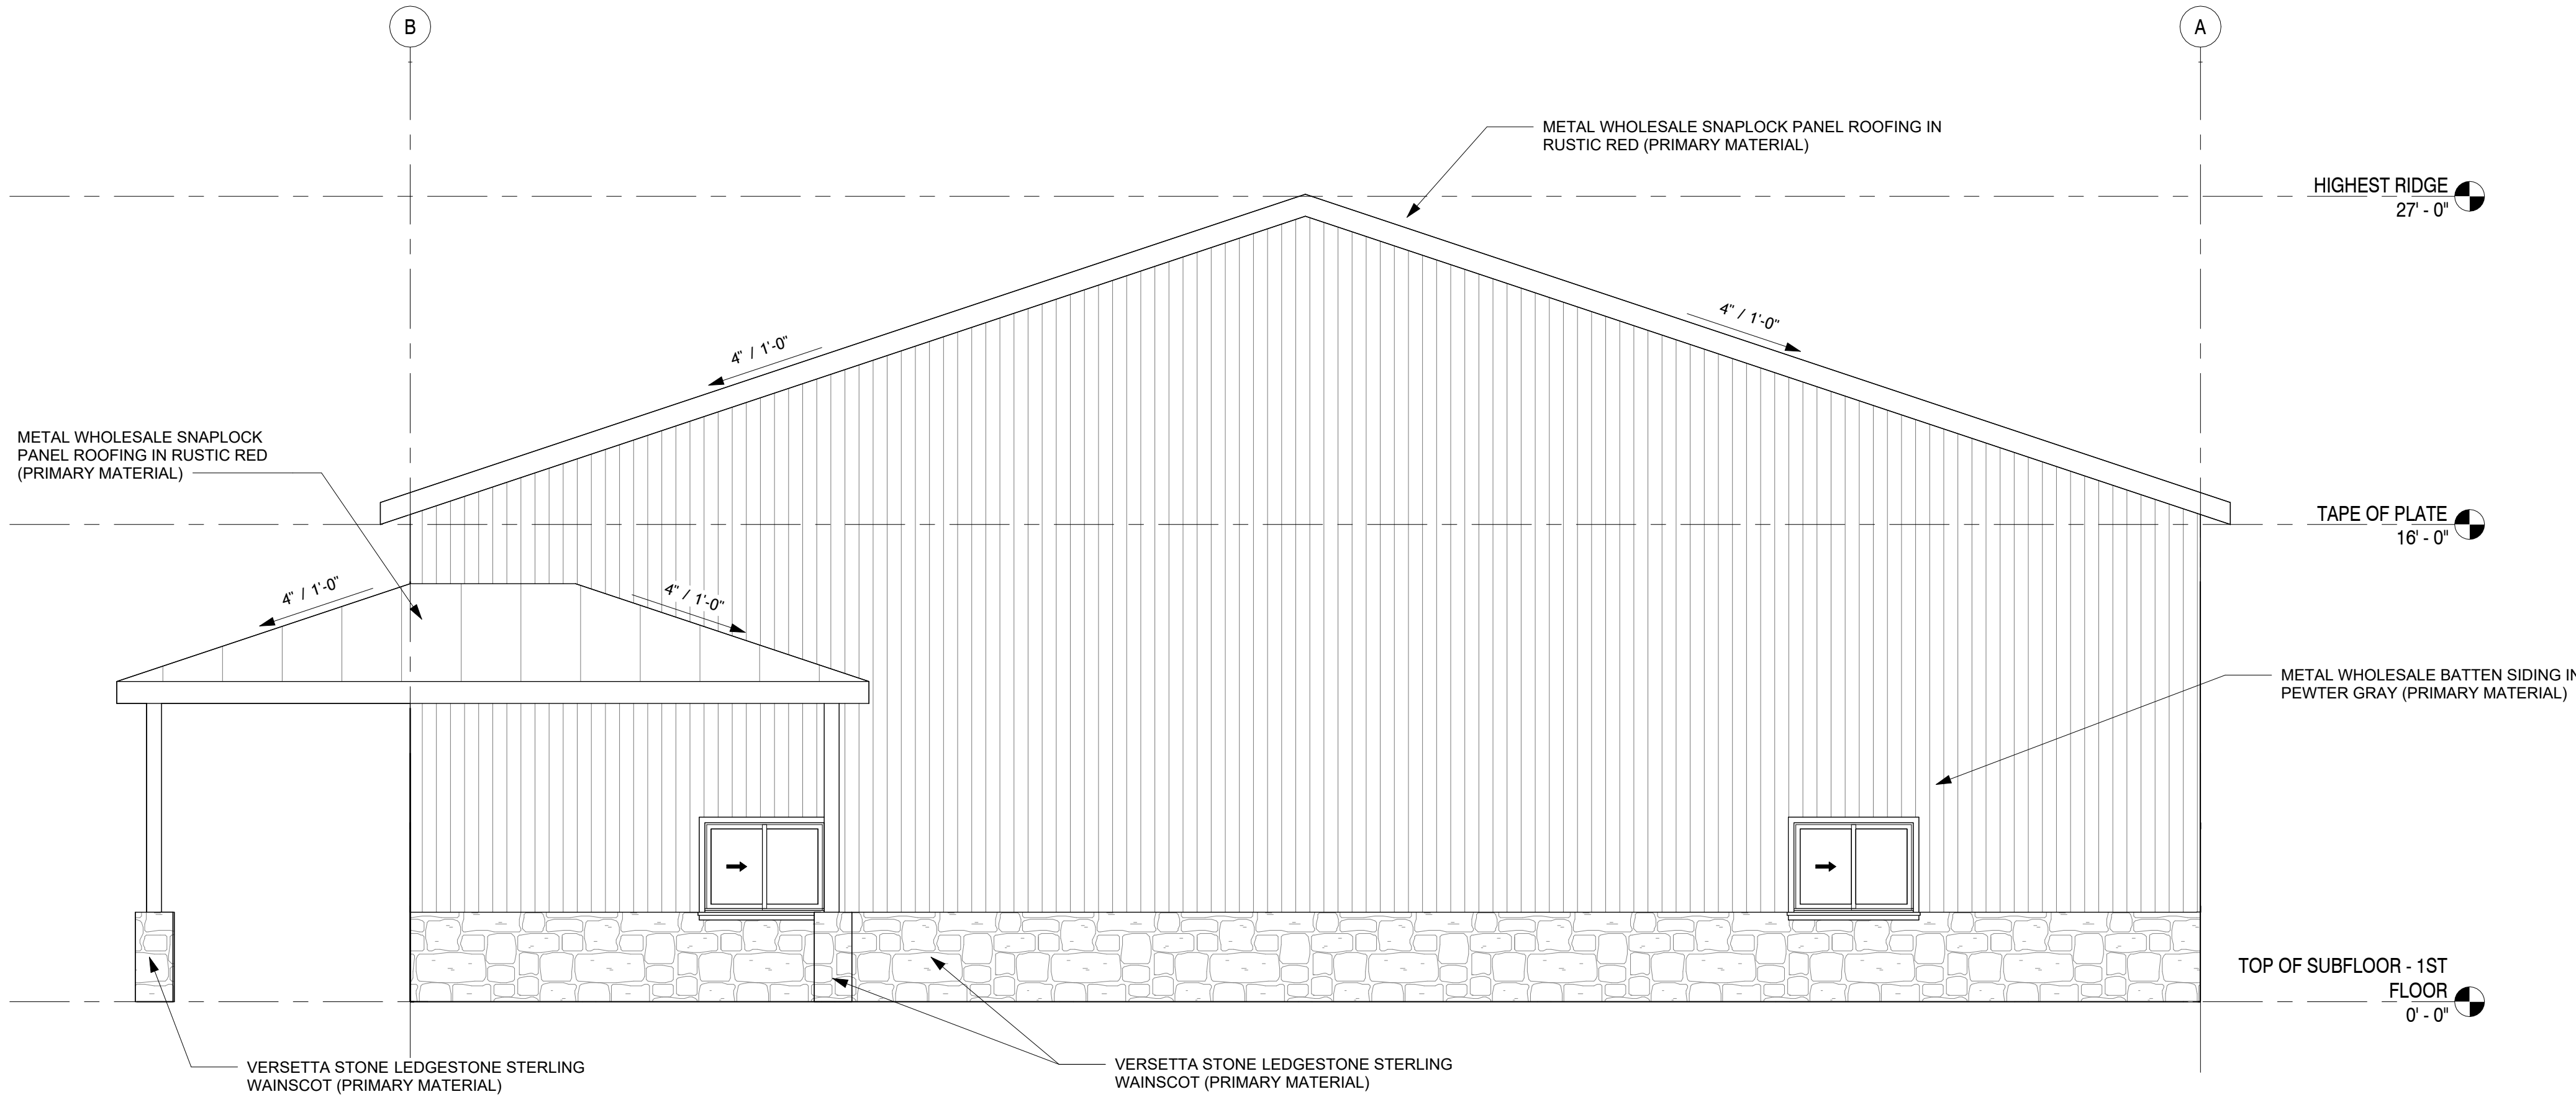 B
A
METAL WHOLESALE SNAPLOCK PANEL ROOFING IN
RUSTIC RED (PRIMARY MATERIAL)
HIGHEST RIDGE
27' - 0"
4" / 1'-0"
4" / 1'-0"
METAL WHOLESALE SNAPLOCK
PANEL ROOFING IN RUSTIC RED
(PRIMARY MATERIAL)
TAPE OF PLATE
16' - 0"
4" / 1'-0"
4" / 1'-0"
METAL WHOLESALE BATTEN SIDING IN
PEWTER GRAY (PRIMARY MATERIAL)
TOP OF SUBFLOOR - 1ST
FLOOR
0' - 0"
VERSETTA STONE LEDGESTONE STERLING
WAINSCOT (PRIMARY MATERIAL)
VERSETTA STONE LEDGESTONE STERLING
WAINSCOT (PRIMARY MATERIAL)